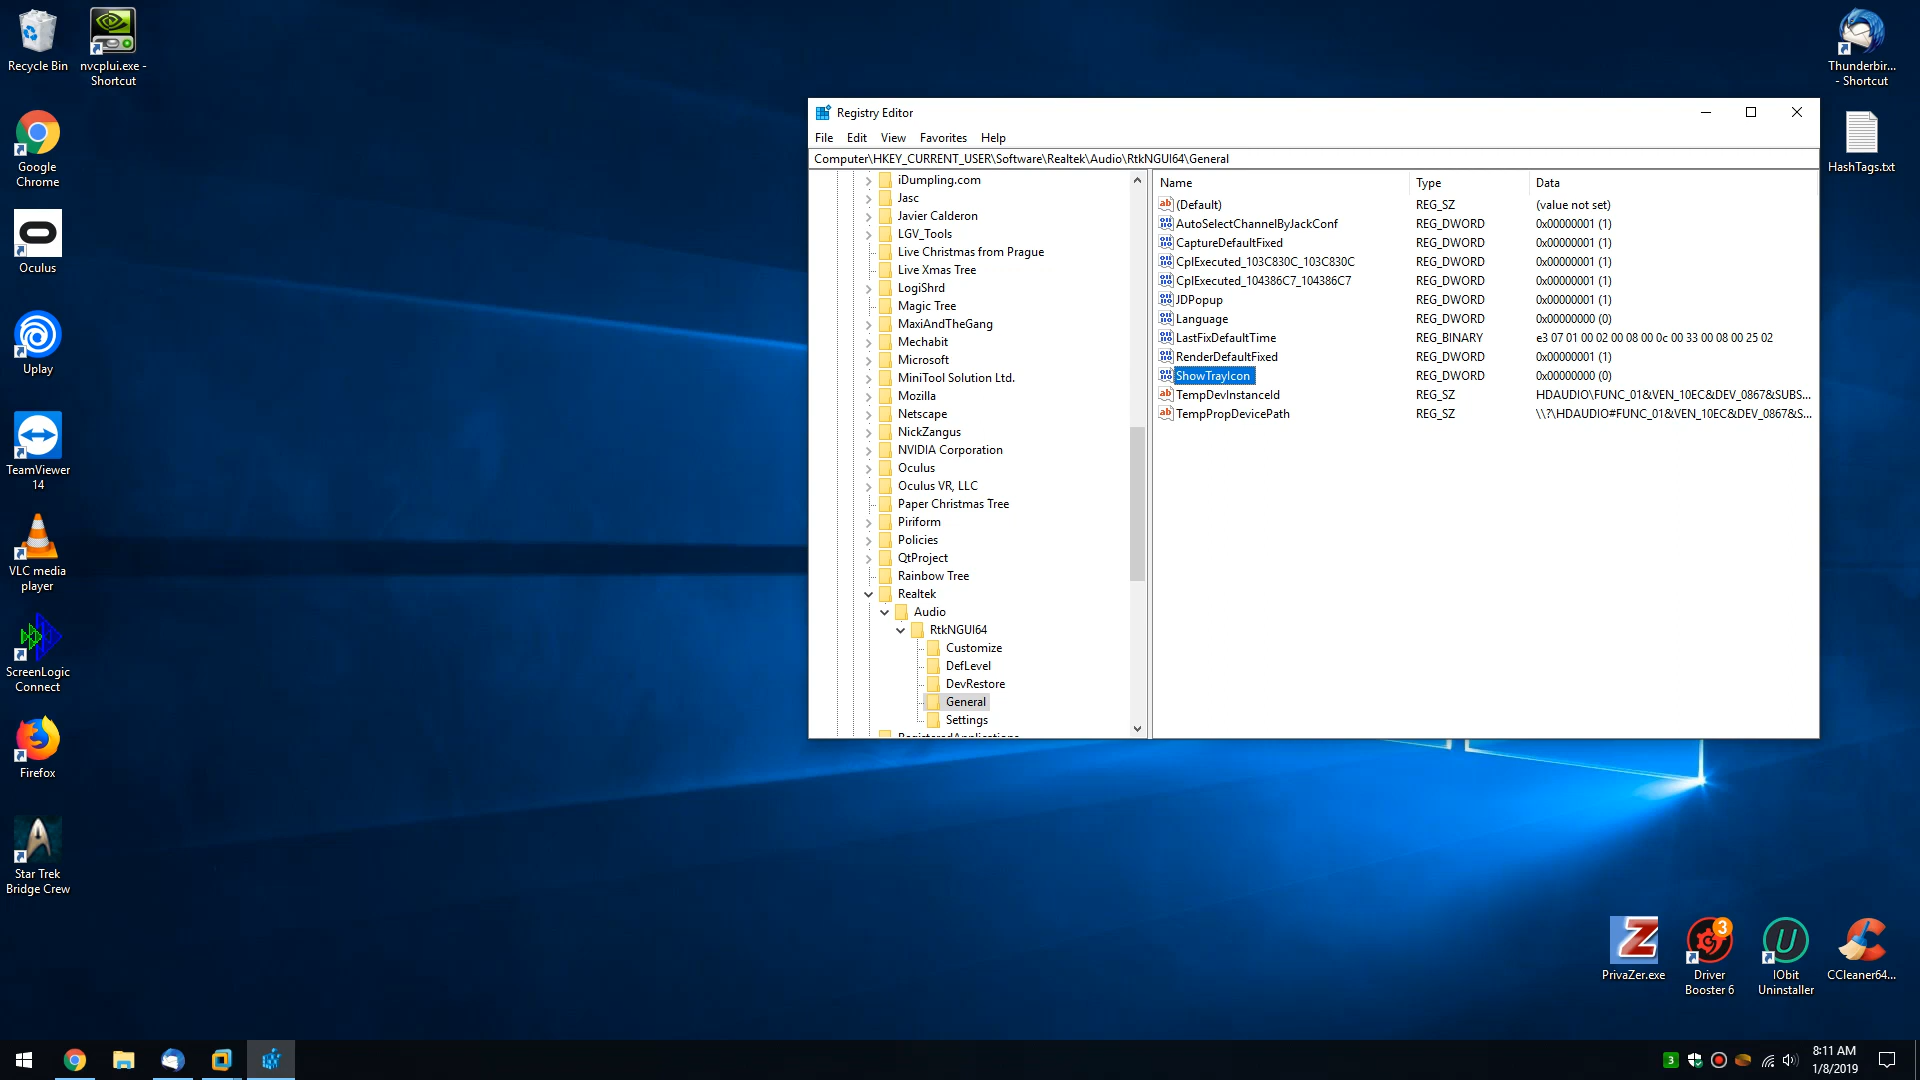 Recycle Bin
nvcplui.exe -
Shortcut
Google
Chrome
Oculus
Uplay
TeamViewer
14
VLC media
player
ScreenLogic
Connect
Firefox
Star Trek
Bridge Crew
Registry Editor
File Edit View Favorites Help
Computer\HKEY_CURRENT_USER\Software\Realtek\Audio\RtkNGUI64\General
iDumpling.com
Jasc
Javier Calderon
LGV_Tools
Live Christmas from Prague
Live Xmas Tree
LogiShrd
Magic Tree
MaxiAndTheGang
Mechabit
Microsoft
MiniTool Solution Ltd.
Mozilla
Netscape
NickZangus
NVIDIA Corporation
Oculus
Oculus VR, LLC
Paper Christmas Tree
Piriform
Policies
QtProject
Rainbow Tree
Realtek
Audio
RtkNGUI64
Customize
DefLevel
DevRestore
General
Settings
RegisteredApplications
Name Type Data
(Default) REG_SZ (value not set)
AutoSelectChannelByJackConf REG_DWORD 0x00000001 (1)
CaptureDefaultFixed REG_DWORD 0x00000001 (1)
CplExecuted_103C830C_103C830C REG_DWORD 0x00000001 (1)
CplExecuted_104386C7_104386C7 REG_DWORD 0x00000001 (1)
JDPopup REG_DWORD 0x00000001 (1)
Language REG_DWORD 0x00000000 (0)
LastFixDefaultTime REG_BINARY e3 07 01 00 02 00 08 00 0c 00 33 00 08 00 25 02
RenderDefaultFixed REG_DWORD 0x00000001 (1)
ShowTrayIcon REG_DWORD 0x00000000 (0)
TempDevInstanceId REG_SZ HDAUDIO\FUNC_01&VEN_10EC&DEV_0867&SUBS...
TempPropDevicePath REG_SZ \\?\HDAUDIO#FUNC_01&VEN_10EC&DEV_0867&S...
Thunderbir...
- Shortcut
HashTags.txt
PrivaZer.exe
3
Driver
Booster 6
IObit
Uninstaller
CCleaner64...
3
8:11 AM
1/8/2019